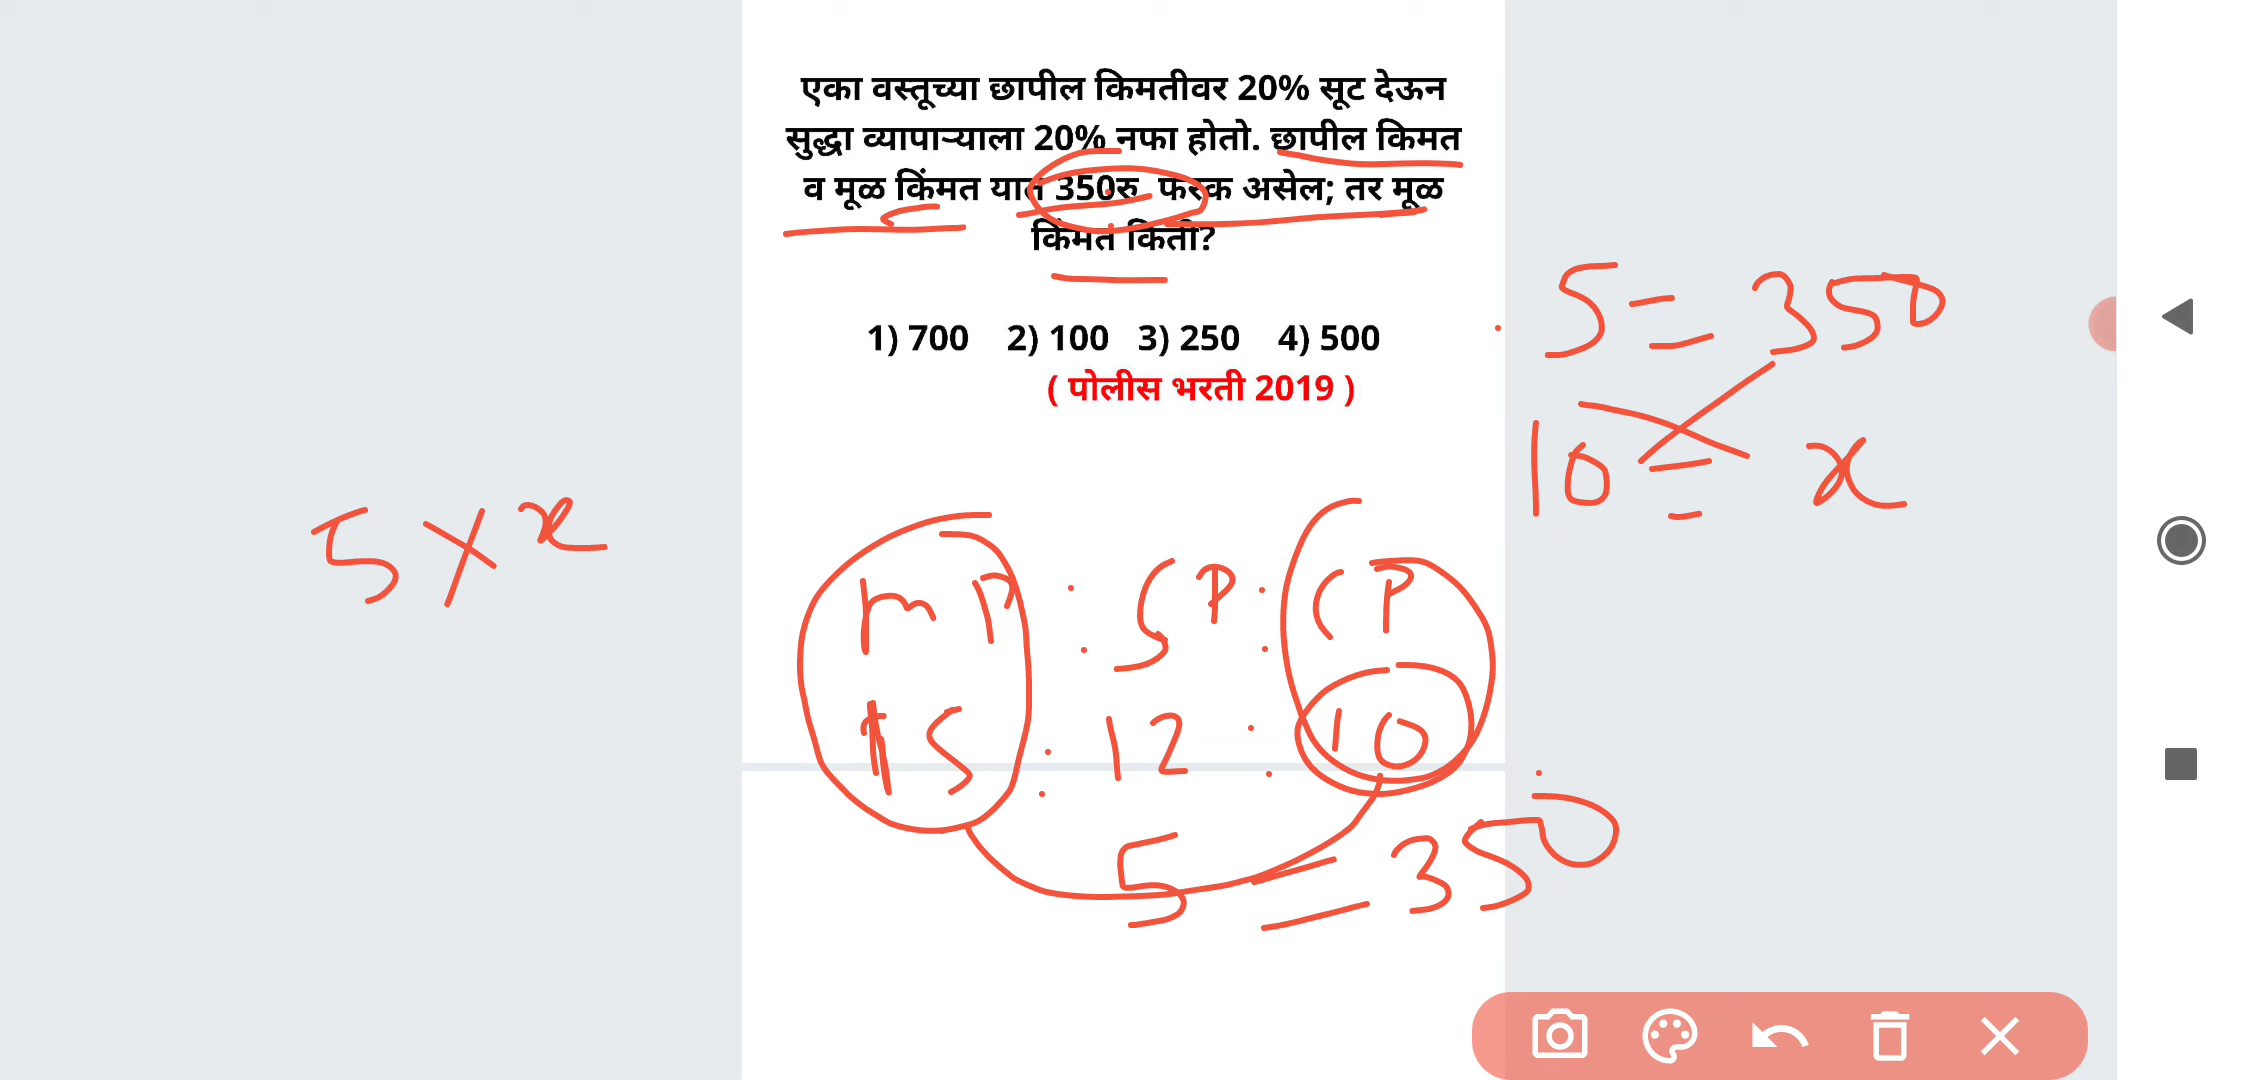 एका वस्तूच्या छापील किमतीवर 20% सूट देऊन
सुद्धा व्यापाऱ्याला 20% नफा होतो. छापील किमत
व मूळ किंमत यात 350रु फरक असेल; तर मूळ
किंमत किती?
1) 700 2) 100 3) 250 4) 500
( पोलीस भरती 2019 )
5 = 350
10 = x
5 × x
MP : SP : CP
15 : 12 : 10
5 = 350